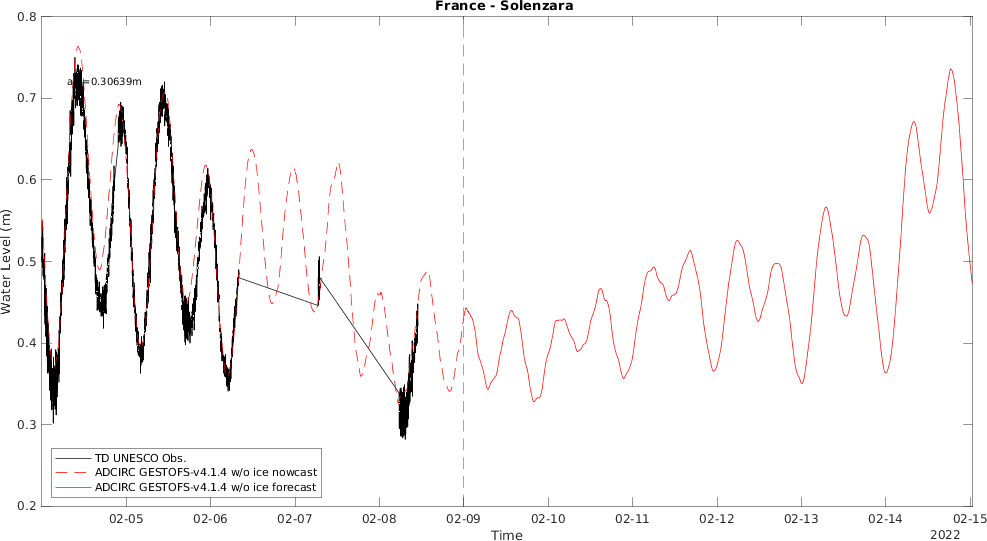 France - Solenzara
0.8
0.7
0.6
0.5
0.4
0.3
0.2
Water Level (m)
=0.30639m
TD UNESCO Obs.
ADCIRC GESTOFS-v4.1.4 w/o ice nowcast
ADCIRC GESTOFS-v4.1.4 w/o ice forecast
02-05 02-06 02-07 02-08 02-09 02-10 02-11 02-12 02-13 02-14 02-15
Time
2022